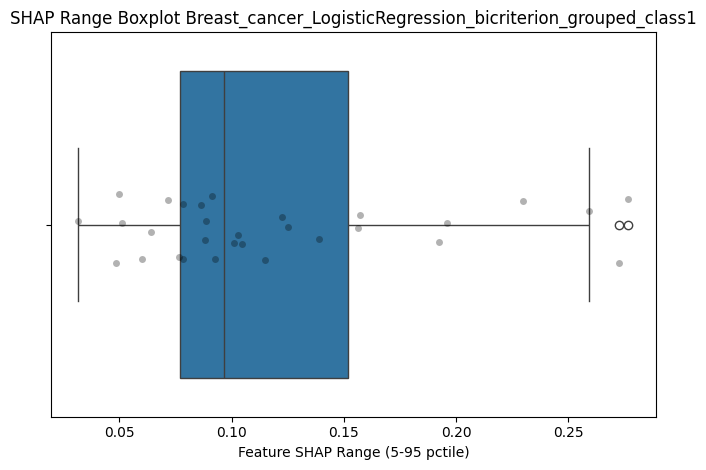 SHAP Range Boxplot Breast_cancer_LogisticRegression_bicriterion_grouped_class1
0.05 0.10 0.15 0.20 0.25
Feature SHAP Range (5-95 pctile)